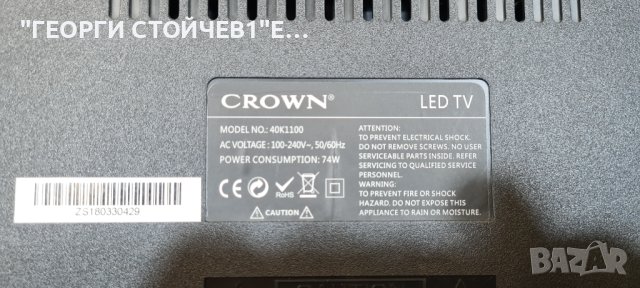 "ГЕОРГИ СТОЙЧЕВ1"Е...
CROWN®
LED TV
MODEL NO.: 40K1100
AC VOLTAGE: 100-240V~, 50/60Hz
POWER CONSUMPTION: 74W
CE
RoHS
CAUTION
ATTENTION:
TO PREVENT ELECTRICAL SHOCK.
DO NOT REMOVE SCREWS. NO USER
SERVICEABLE PARTS INSIDE. REFER
SERVICING TO QUALIFIED SERVICE
PERSONNEL.
WARNING:
TO PREVENT FIRE OR SHOCK
HAZARD. DO NOT EXPOSE THIS
APPLIANCE TO RAIN OR MOISTURE.
ZS180330429
BAZAR